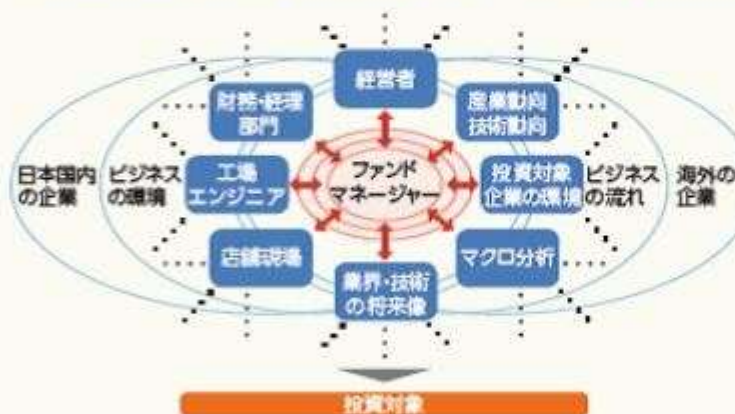 経営者
財務・経理
部門
産業動向
技術動向
日本国内
の企業
ビジネス
の環境
工場
エンジニア
ファンド
マネージャー
投資対象
企業の環境
ビジネス
の流れ
海外の
企業
店舗現場
マクロ分析
業界・技術
の将来像
投資対象